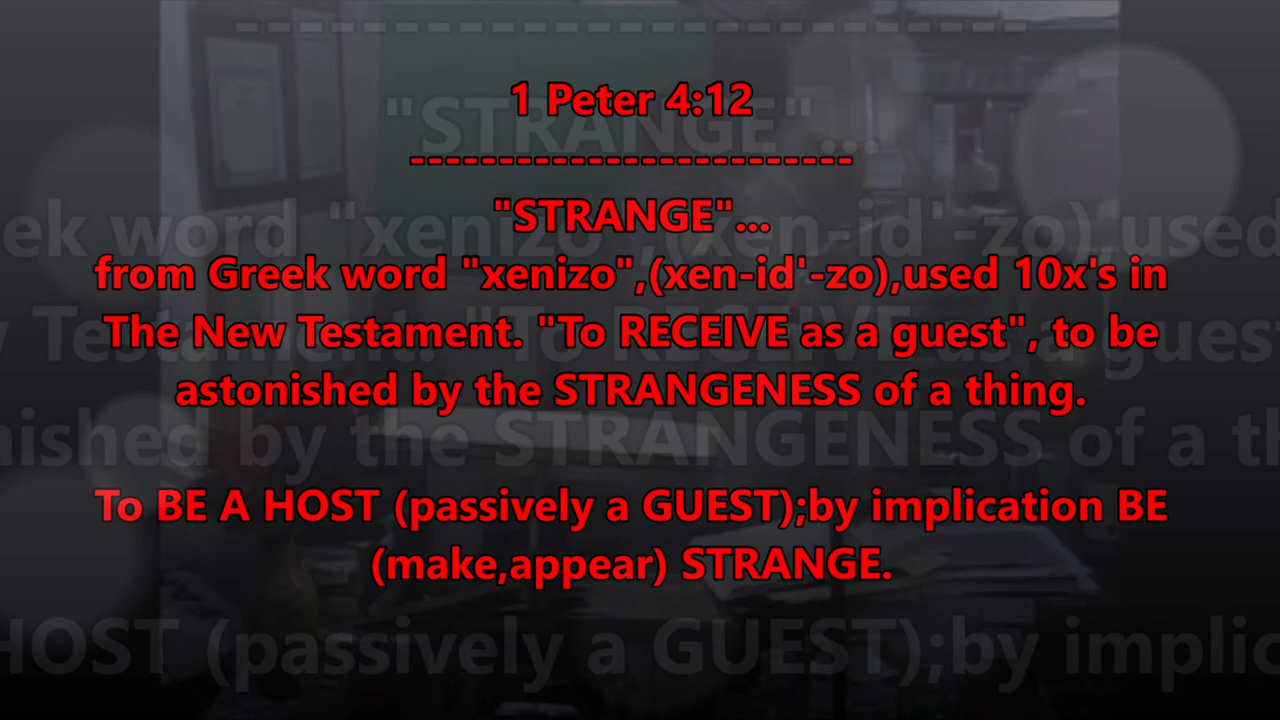 1 Peter 4:12
-------------------------
"STRANGE"...
from Greek word "xenizo",(xen-id'-zo),used 10x's in
The New Testament. "To RECEIVE as a guest", to be
astonished by the STRANGENESS of a thing.
To BE A HOST (passively a GUEST);by implication BE
(make,appear) STRANGE.